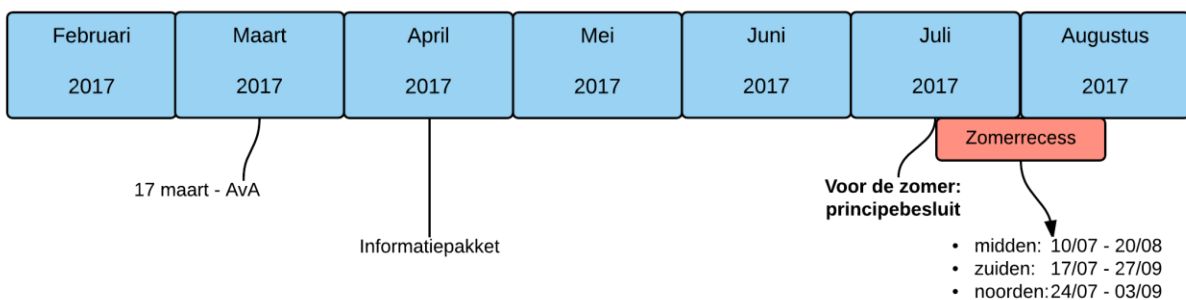 Februari Maart April Mei Juni Juli Augustus
2017 2017 2017 2017 2017 2017 2017
Zomerrecess
17 maart - AvA
Voor de zomer:
principebesluit
Informatiepakket
• midden: 10/07 - 20/08
• zuiden: 17/07 - 27/09
• noorden: 24/07 - 03/09